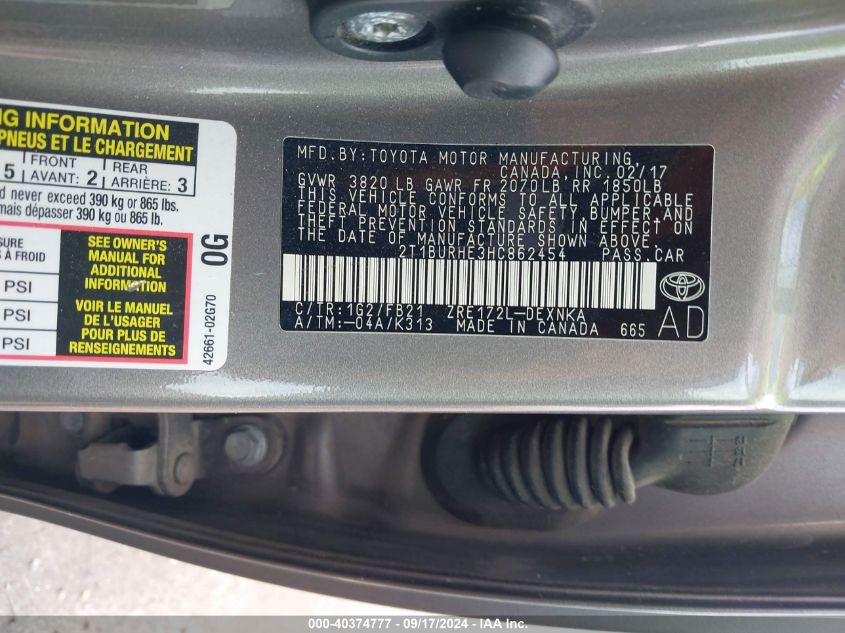 NG INFORMATION
PNEUS ET LE CHARGEMENT
5 FRONT AVANT: 2 REAR ARRIÈRE: 3
d never exceed 390 kg or 865 lbs.
mais dépasser 390 kg ou 865 lb.
SURE
URE À FROID
PSI
PSI
PSI
SEE OWNER'S
MANUAL FOR
ADDITIONAL
INFORMATION
VOIR LE MANUEL
DE L'USAGER
POUR PLUS DE
RENSEIGNEMENTS
0G
42661-02G70
MFD.BY:TOYOTA MOTOR MANUFACTURING,
CANADA, INC. 02/17
GVWR 3820 LB GAWR FR 2070LB,RR 1850LB
THIS VEHICLE CONFORMS TO ALL APPLICABLE
FEDERAL MOTOR VEHICLE SAFETY,BUMPER,AND
THEFT PREVENTION STANDARDS IN EFFECT ON
THE DATE OF MANUFACTURE SHOWN ABOVE.
2T1BURHE3HC862454 PASS.CAR
C/TR:1G2/FB21 ZRE172L-DEXNKA
A/TM:-04A/K313 MADE IN CANADA 665
AD
222
000-40374777 - 09/17/2024 - IAA Inc.